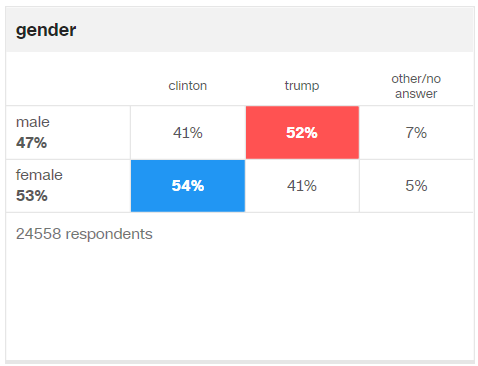 gender
clinton trump other/no answer
male
47% 41% 52% 7%
female
53% 54% 41% 5%
24558 respondents